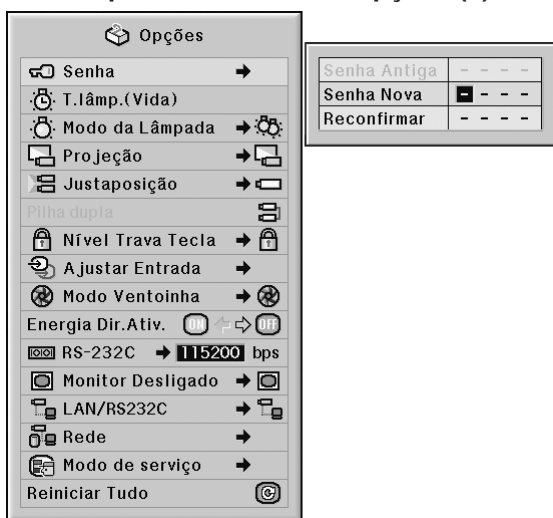 Opções
Senha
T.lâmp.(Vida)
Modo da Lâmpada
Projeção
Justaposição
Pilha dupla
Nível Trava Tecla
Ajustar Entrada
Modo Ventoinha
Energia Dir.Ativ. ON OFF
RS-232C 115200 bps
Monitor Desligado
LAN/RS232C
Rede
Modo de serviço
Reiniciar Tudo
Senha Antiga - - - -
Senha Nova - - - -
Reconfirmar - - - -